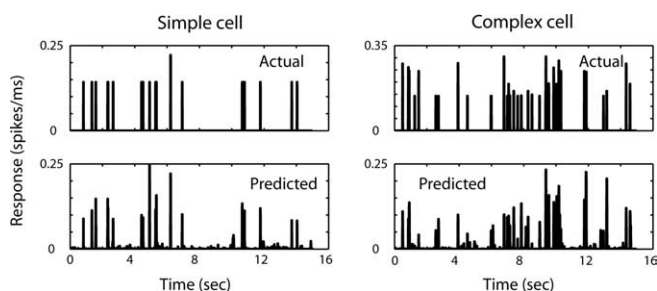 Simple cell
Complex cell
Response (spikes/ms)
0.25
0
Actual
0.35
0
Actual
0.25
0
Predicted
0 4 8 12 16
Time (sec)
0.25
0
Predicted
0 4 8 12 16
Time (sec)